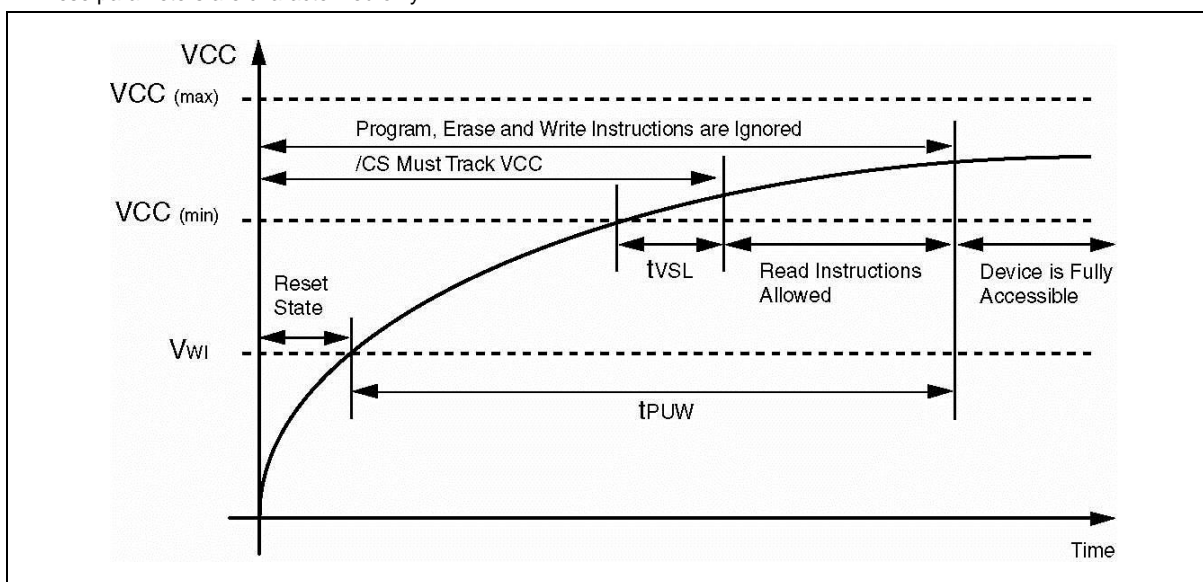 VCC
VCC (max)
Program, Erase and Write Instructions are Ignored
/CS Must Track VCC
VCC (min)
tVSL
Read Instructions
Allowed
Device is Fully
Accessible
Reset
State
VWI
tPUW
Time